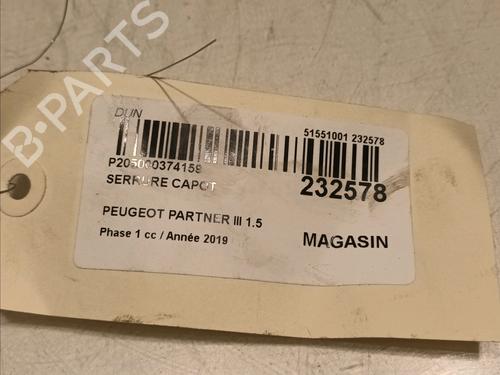 B-PARTS
DUN
51551001 232578
P205000374159
SERRURE CAPOT
232578
PEUGEOT PARTNER III 1.5
Phase 1 cc / Année 2019
MAGASIN